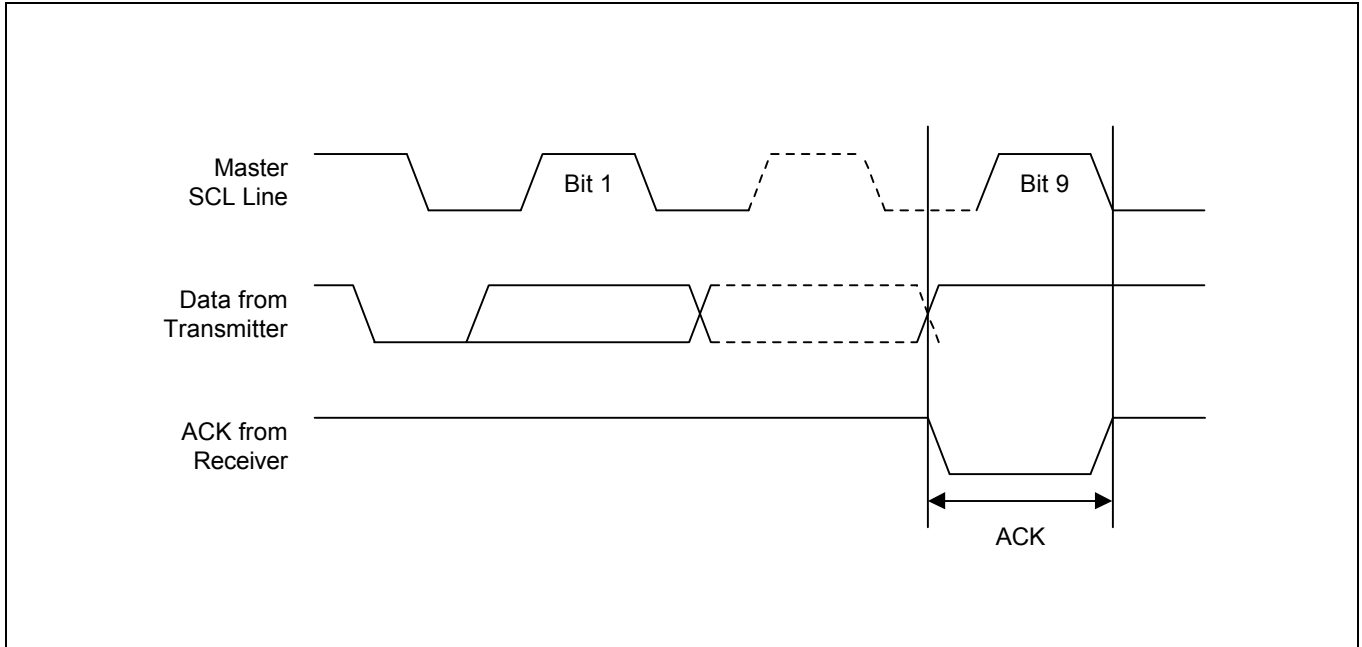 Master
SCL Line
Bit 1
Bit 9
Data from
Transmitter
ACK from
Receiver
ACK